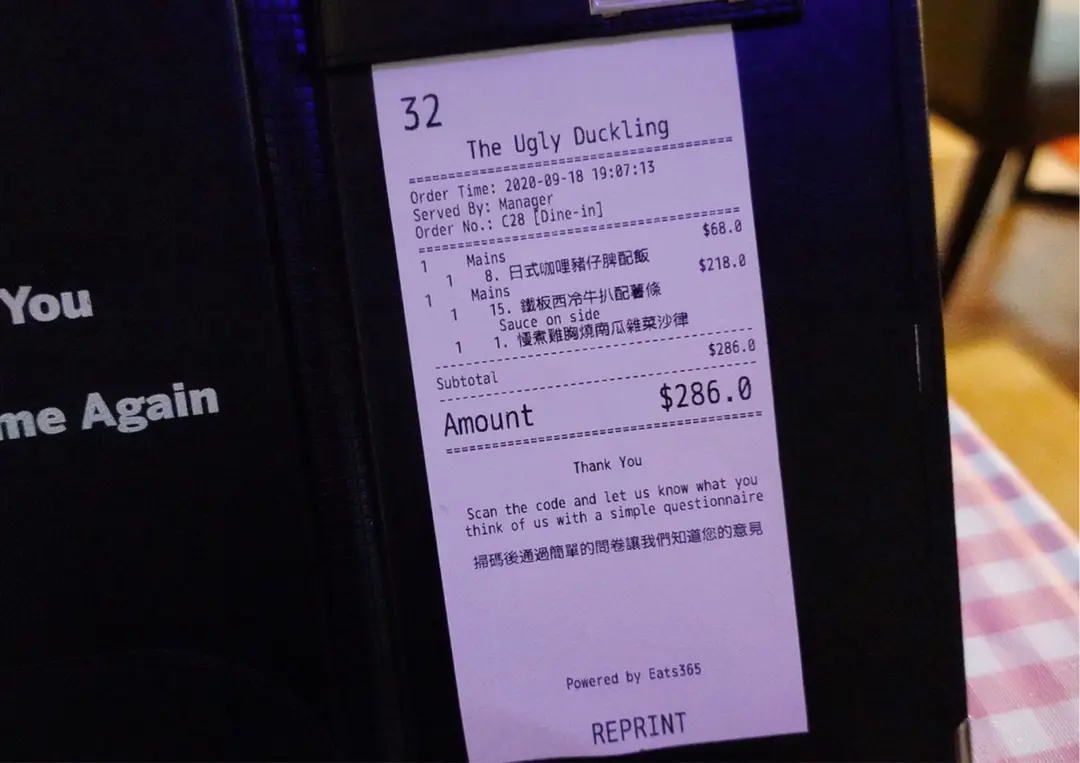 You
me Again
32
The Ugly Duckling
Order Time: 2020-09-18 19:07:13
Served By: Manager
Order No.: C28 [Dine-in]
1 Mains $68.0
1 8. 日式咖哩豬仔脾配飯
1 Mains $218.0
1 15. 鐵板西冷牛扒配薯條
Sauce on side
1 1. 慢煮雞胸燒南瓜雜菜沙律
Subtotal $286.0
Amount $286.0
Thank You
Scan the code and let us know what you
think of us with a simple questionnaire
掃碼後通過簡單的問卷讓我們知道您的意見
Powered by Eats365
REPRINT